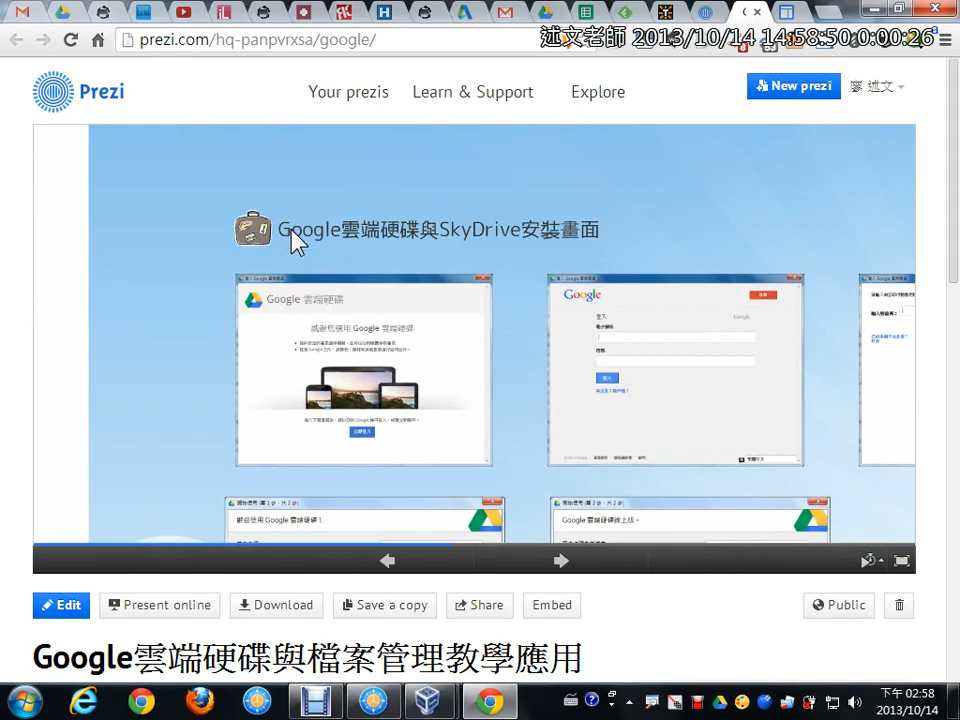 prezi.com/hq-panpvrxsa/google/
述文老師 2013/10/14 14:58:50 0:00:26
Prezi
Your prezis
Learn & Support
Explore
New prezi
廖 述文
Google雲端硬碟與SkyDrive安裝畫面
Google 雲端硬碟
感謝您選用 Google 雲端硬碟
Google
Google
登入
歡迎使用 Google 雲端硬碟！
Google 雲端硬碟線上版。
Edit
Present online
Download
Save a copy
Share
Embed
Public
Google雲端硬碟與檔案管理教學應用
下午 02:58
2013/10/14